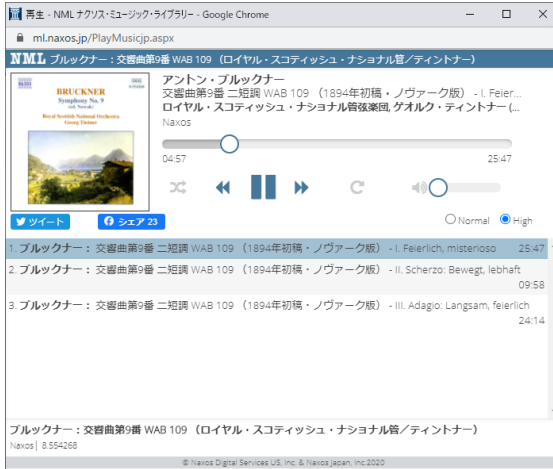 再生 - NML ナクソス・ミュージック・ライブラリー - Google Chrome
ml.naxos.jp/PlayMusicjp.aspx
NML ブルックナー：交響曲第9番 WAB 109 （ロイヤル・スコティッシュ・ナショナル管／ティントナー）
BRUCKNER
Symphony No. 9
(ed. Nowak)
Royal Scottish National Orchestra
Georg Tintner
アントン・ブルックナー
交響曲第9番 ニ短調 WAB 109 （1894年初稿・ノヴァーク版） - I. Feier...
ロイヤル・スコティッシュ・ナショナル管弦楽団, ゲオルク・ティントナー (...
Naxos
04:57
25:47
Normal
High
ツイート
シェア 23
1. ブルックナー： 交響曲第9番 ニ短調 WAB 109 （1894年初稿・ノヴァーク版） - I. Feierlich, misterioso 25:47
2. ブルックナー： 交響曲第9番 ニ短調 WAB 109 （1894年初稿・ノヴァーク版） - II. Scherzo: Bewegt, lebhaft
09:58
3. ブルックナー： 交響曲第9番 ニ短調 WAB 109 （1894年初稿・ノヴァーク版） - III. Adagio: Langsam, feierlich
24:14
ブルックナー：交響曲第9番 WAB 109 （ロイヤル・スコティッシュ・ナショナル管／ティントナー）
Naxos| 8.554268
© Naxos Digital Services US, Inc. & Naxos Japan, Inc.2020